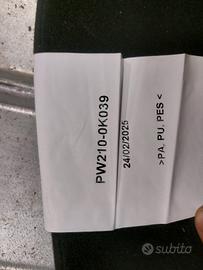 PW210-0K039
24/02/2025
>PA, PU, PES<
subito